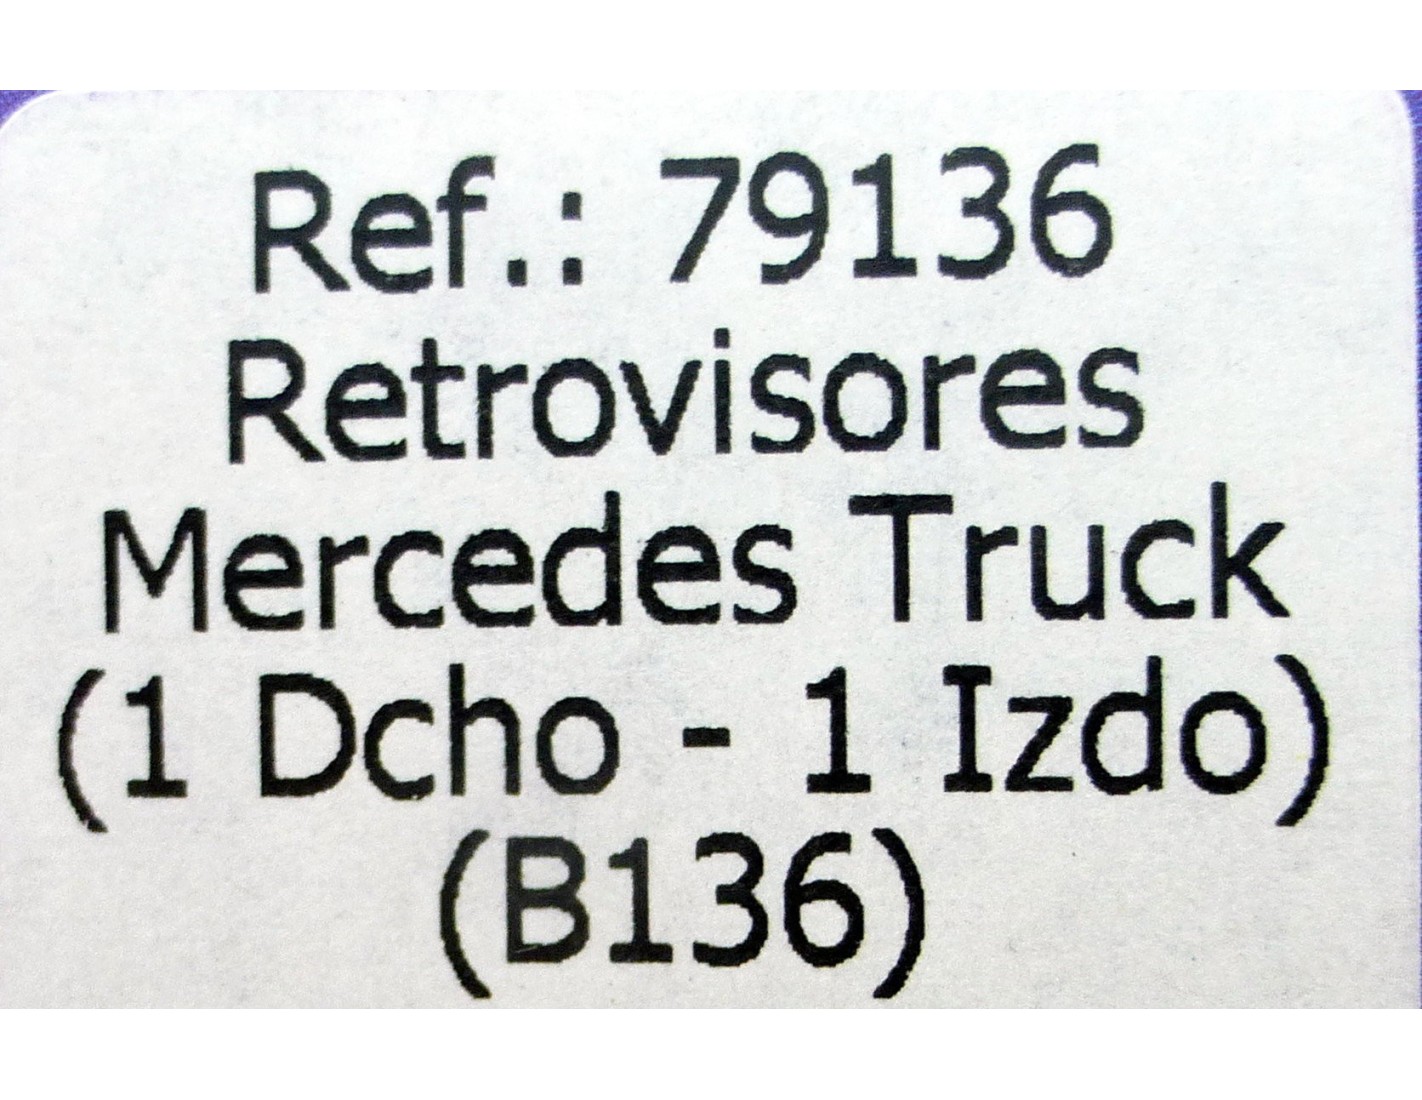 Ref.: 79136
Retrovisores
Mercedes Truck
(1 Dcho - 1 Izdo)
(B136)